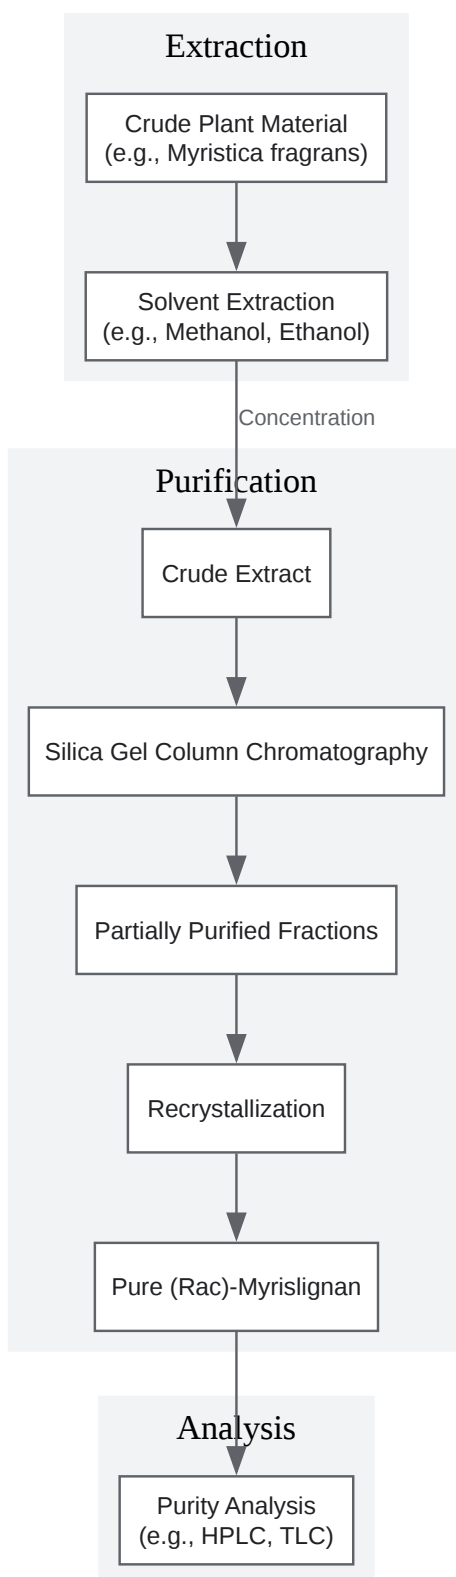 Extraction
Crude Plant Material
(e.g., Myristica fragrans)
Solvent Extraction
(e.g., Methanol, Ethanol)
Concentration
Purification
Crude Extract
Silica Gel Column Chromatography
Partially Purified Fractions
Recrystallization
Pure (Rac)-Myrislignan
Analysis
Purity Analysis
(e.g., HPLC, TLC)